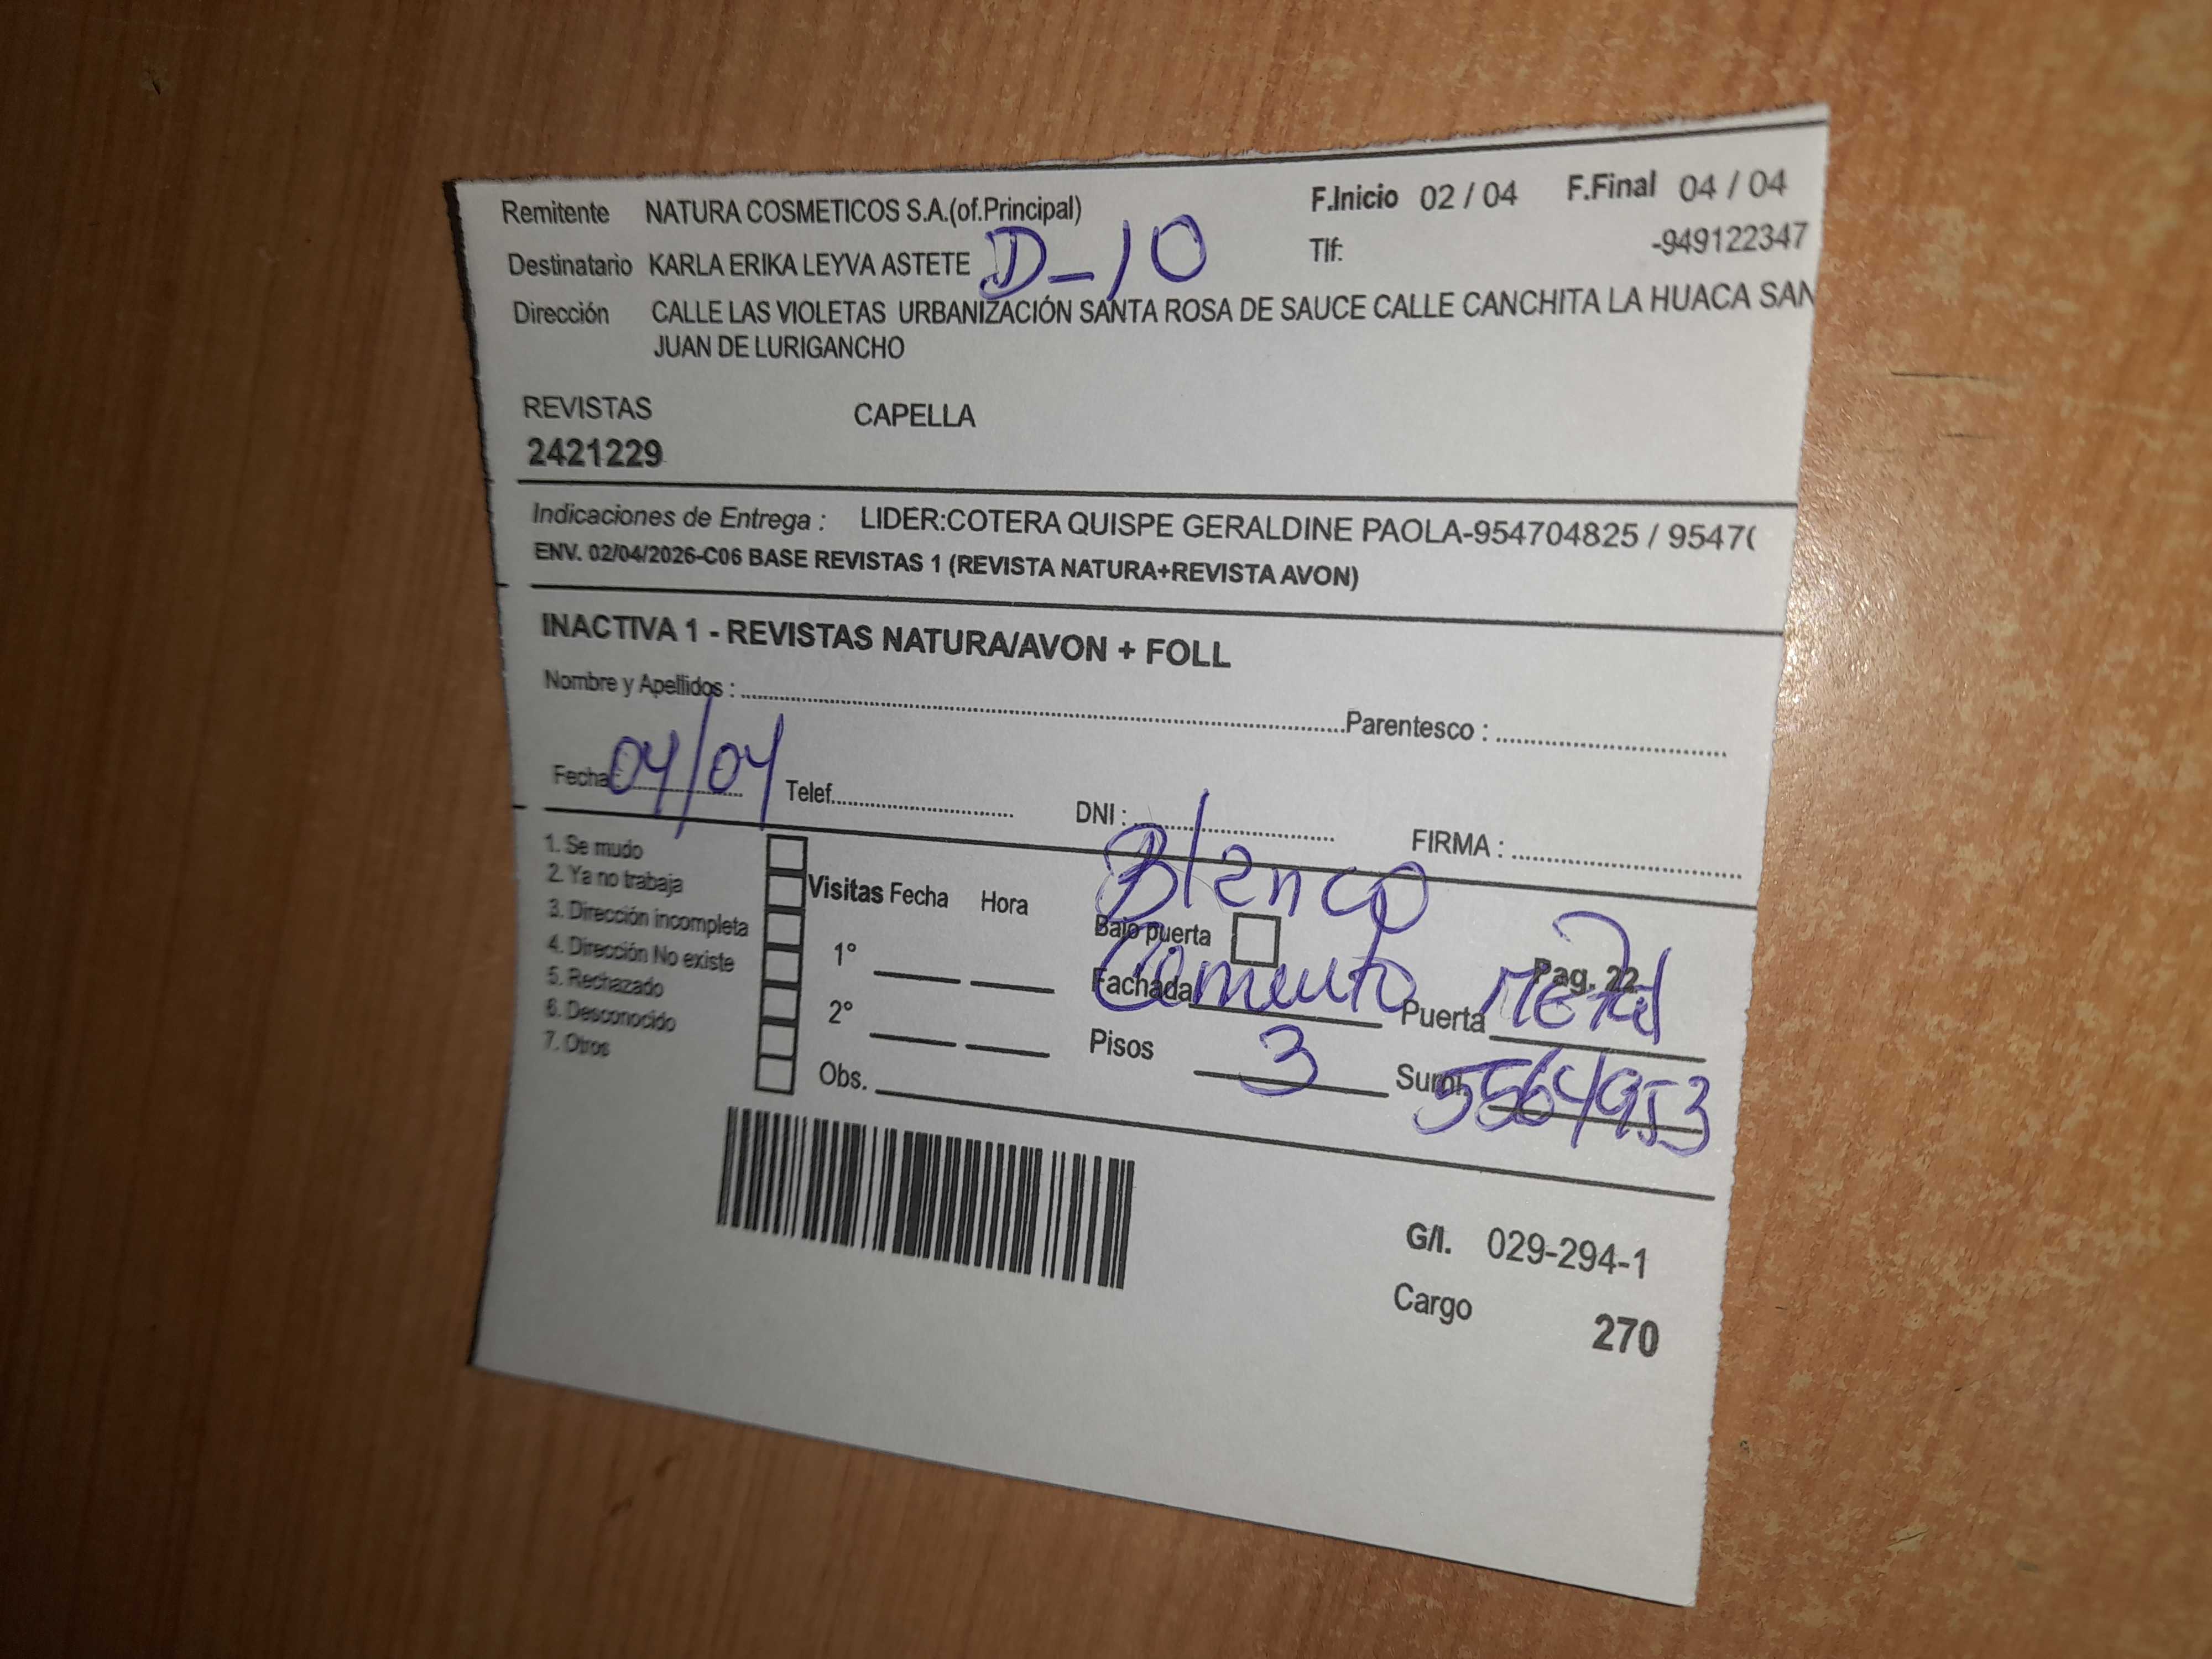 Remitente NATURA COSMETICOS S.A.(of.Principal) F.Inicio 02 / 04 F.Final 04 / 04
Destinatario KARLA ERIKA LEYVA ASTETE D-10 Tlf: -949122347
Dirección CALLE LAS VIOLETAS URBANIZACIÓN SANTA ROSA DE SAUCE CALLE CANCHITA LA HUACA SAN
JUAN DE LURIGANCHO
REVISTAS CAPELLA
2421229
Indicaciones de Entrega : LIDER:COTERA QUISPE GERALDINE PAOLA-954704825 / 9547(
ENV. 02/04/2026-C06 BASE REVISTAS 1 (REVISTA NATURA+REVISTA AVON)
INACTIVA 1 - REVISTAS NATURA/AVON + FOLL
Nombre y Apellidos : Parentesco :
Fecha: 04/04 Telef. DNI : FIRMA :
1. Se mudo
2. Ya no trabaja
3. Dirección incompleta
4. Dirección No existe
5. Rechazado
6. Desconocido
7. Otros
Visitas Fecha Hora
1°
2°
Obs.
Blanco
Bajo puerta
Pag. 22
Fachada Cemento Puerta Metal
Pisos 3 Sumi. 5564953
G/I. 029-294-1
Cargo 270